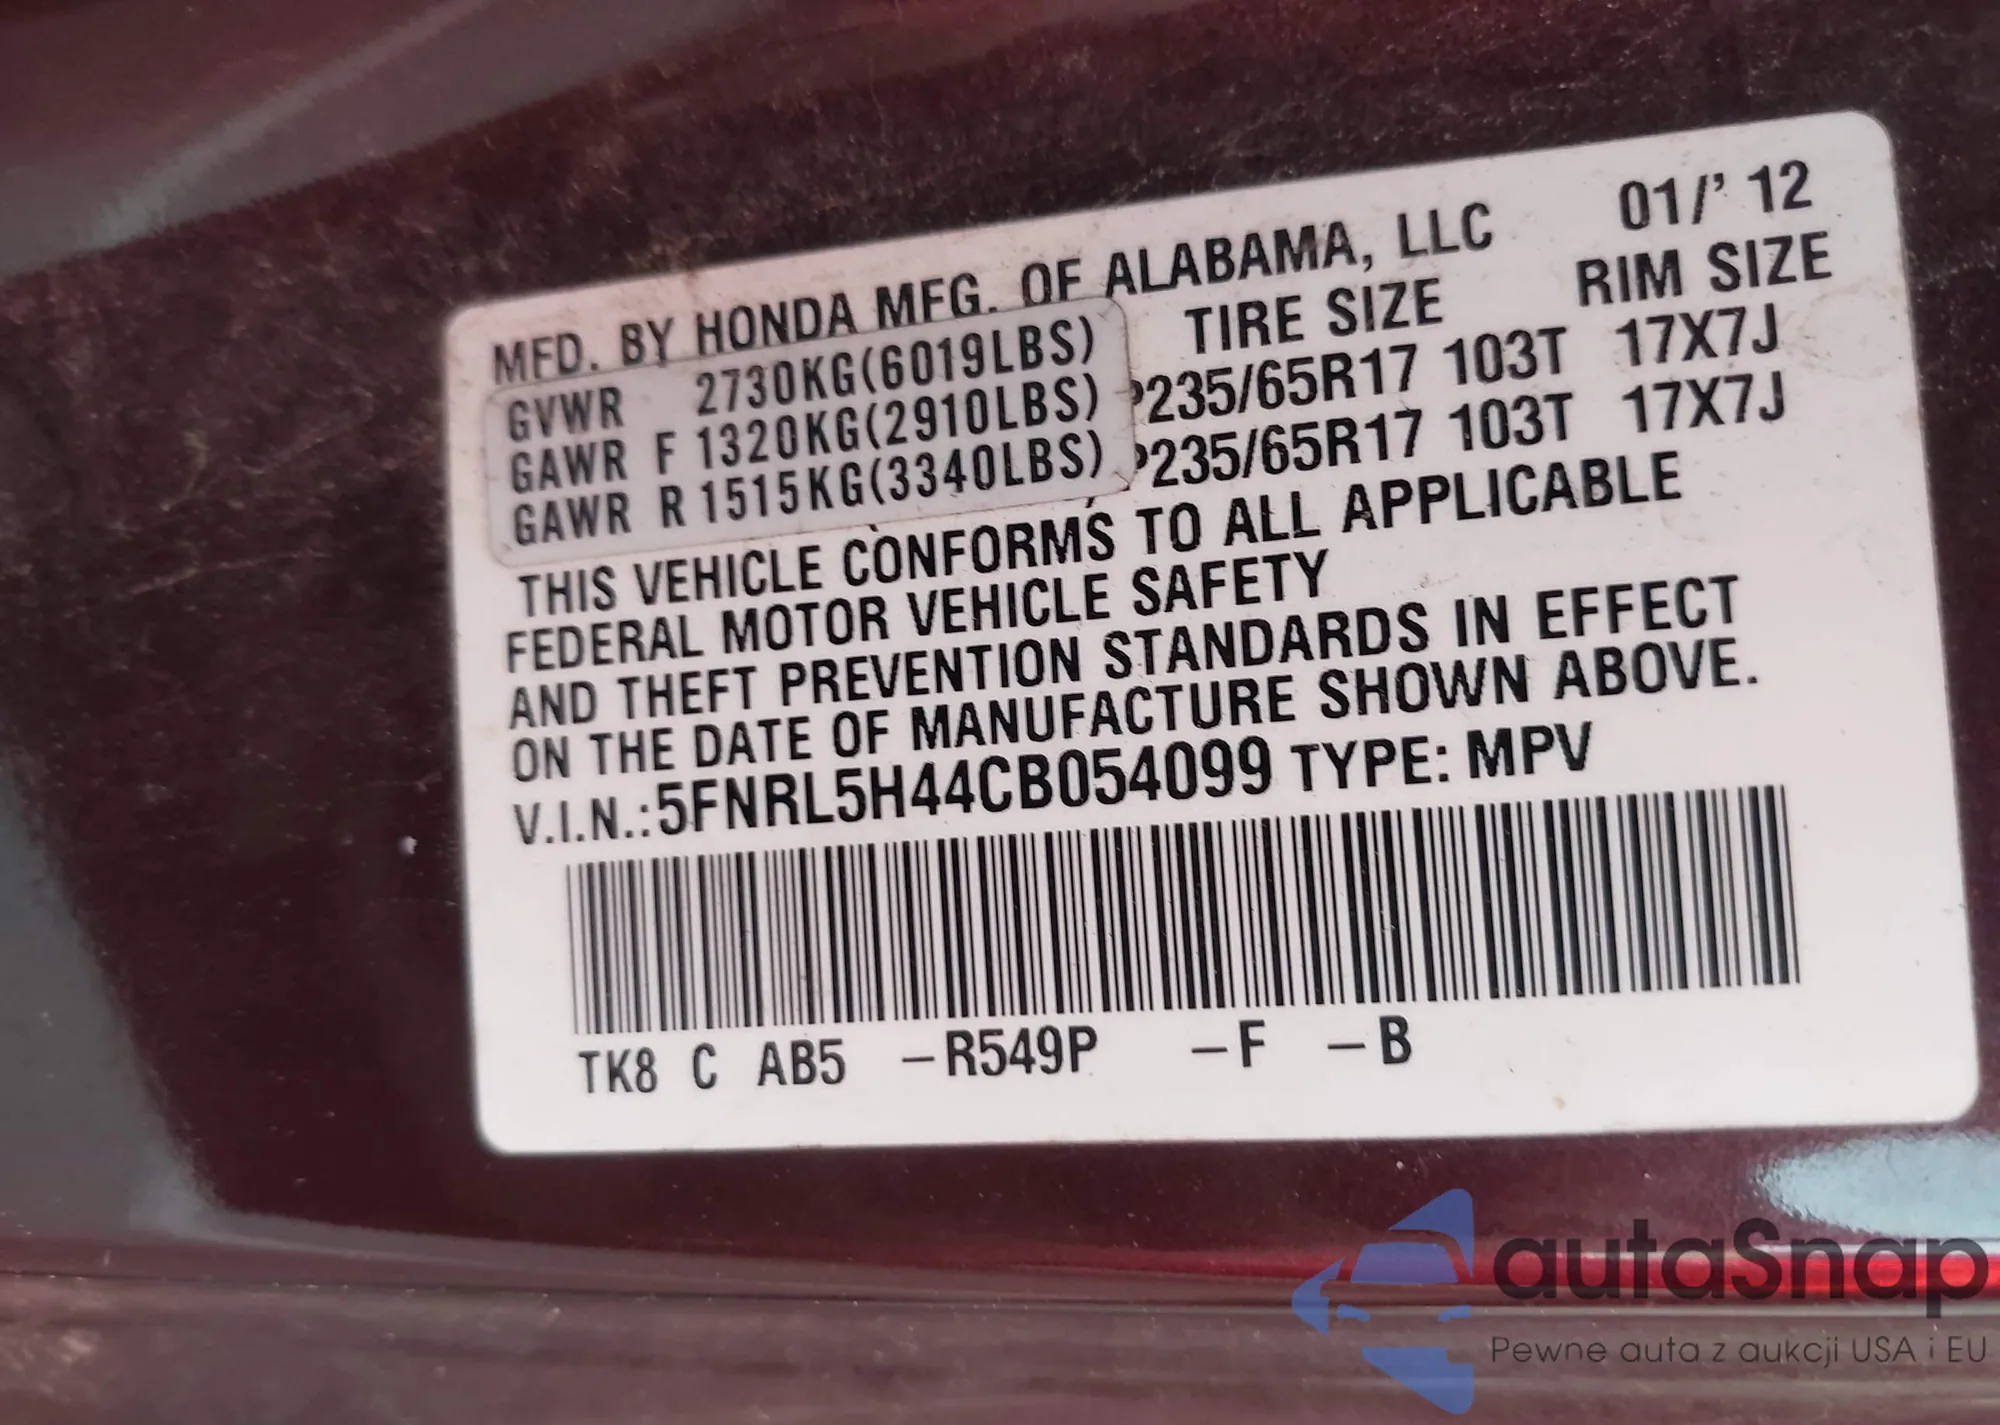 MFD. BY HONDA MFG. OF ALABAMA, LLC 01/' 12
TIRE SIZE RIM SIZE
GVWR 2730KG(6019LBS)
GAWR F 1320KG(2910LBS) P235/65R17 103T 17X7J
GAWR R 1515KG(3340LBS) P235/65R17 103T 17X7J
THIS VEHICLE CONFORMS TO ALL APPLICABLE
FEDERAL MOTOR VEHICLE SAFETY
AND THEFT PREVENTION STANDARDS IN EFFECT
ON THE DATE OF MANUFACTURE SHOWN ABOVE.
V.I.N.:5FNRL5H44CB054099 TYPE: MPV
TK8 C AB5 –R549P –F –B
autaSnap
Pewne auta z aukcji USA i EU